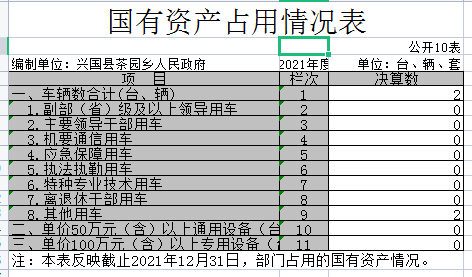 国有资产占用情况表
公开10表
编制单位：兴国县茶园乡人民政府 2021年度 单位：台、辆、套
项 目 栏次 决算数
一、车辆数合计(台、辆) 1 2
1.副部（省）级及以上领导用车 2 0
2.主要领导干部用车 3 0
3.机要通信用车 4 0
4.应急保障用车 5 0
5.执法执勤用车 6 0
6.特种专业技术用车 7 0
7.离退休干部用车 8 0
8.其他用车 9 2
二、单价50万元（含）以上通用设备（台 10 0
三、单价100万元（含）以上专用设备（台 11 0
注：本表反映截止2021年12月31日，部门占用的国有资产情况。